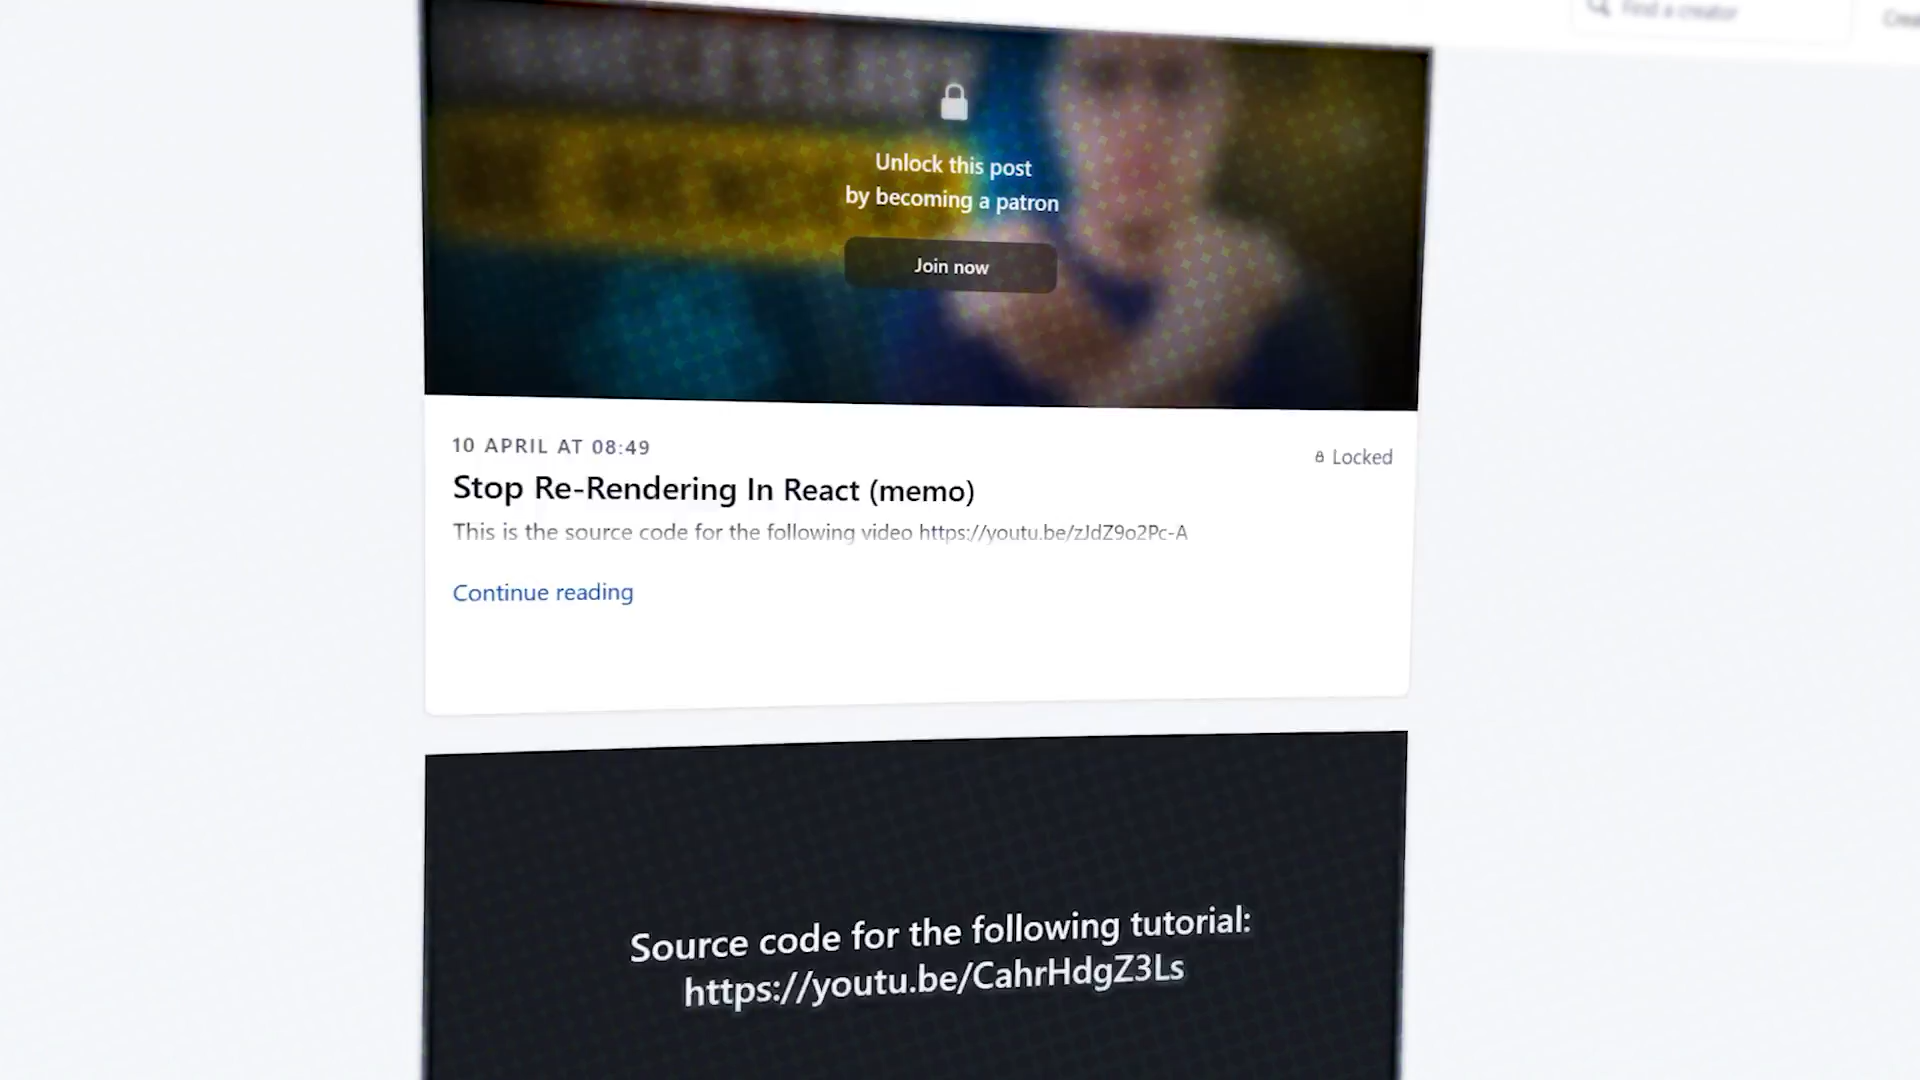 Find a creator
Unlock this post
by becoming a patron
Join now
10 APRIL AT 08:49
Locked
Stop Re-Rendering In React (memo)
This is the source code for the following video https://youtu.be/zJdZ9o2Pc-A
Continue reading
Source code for the following tutorial:
https://youtu.be/CahrHdgZ3Ls